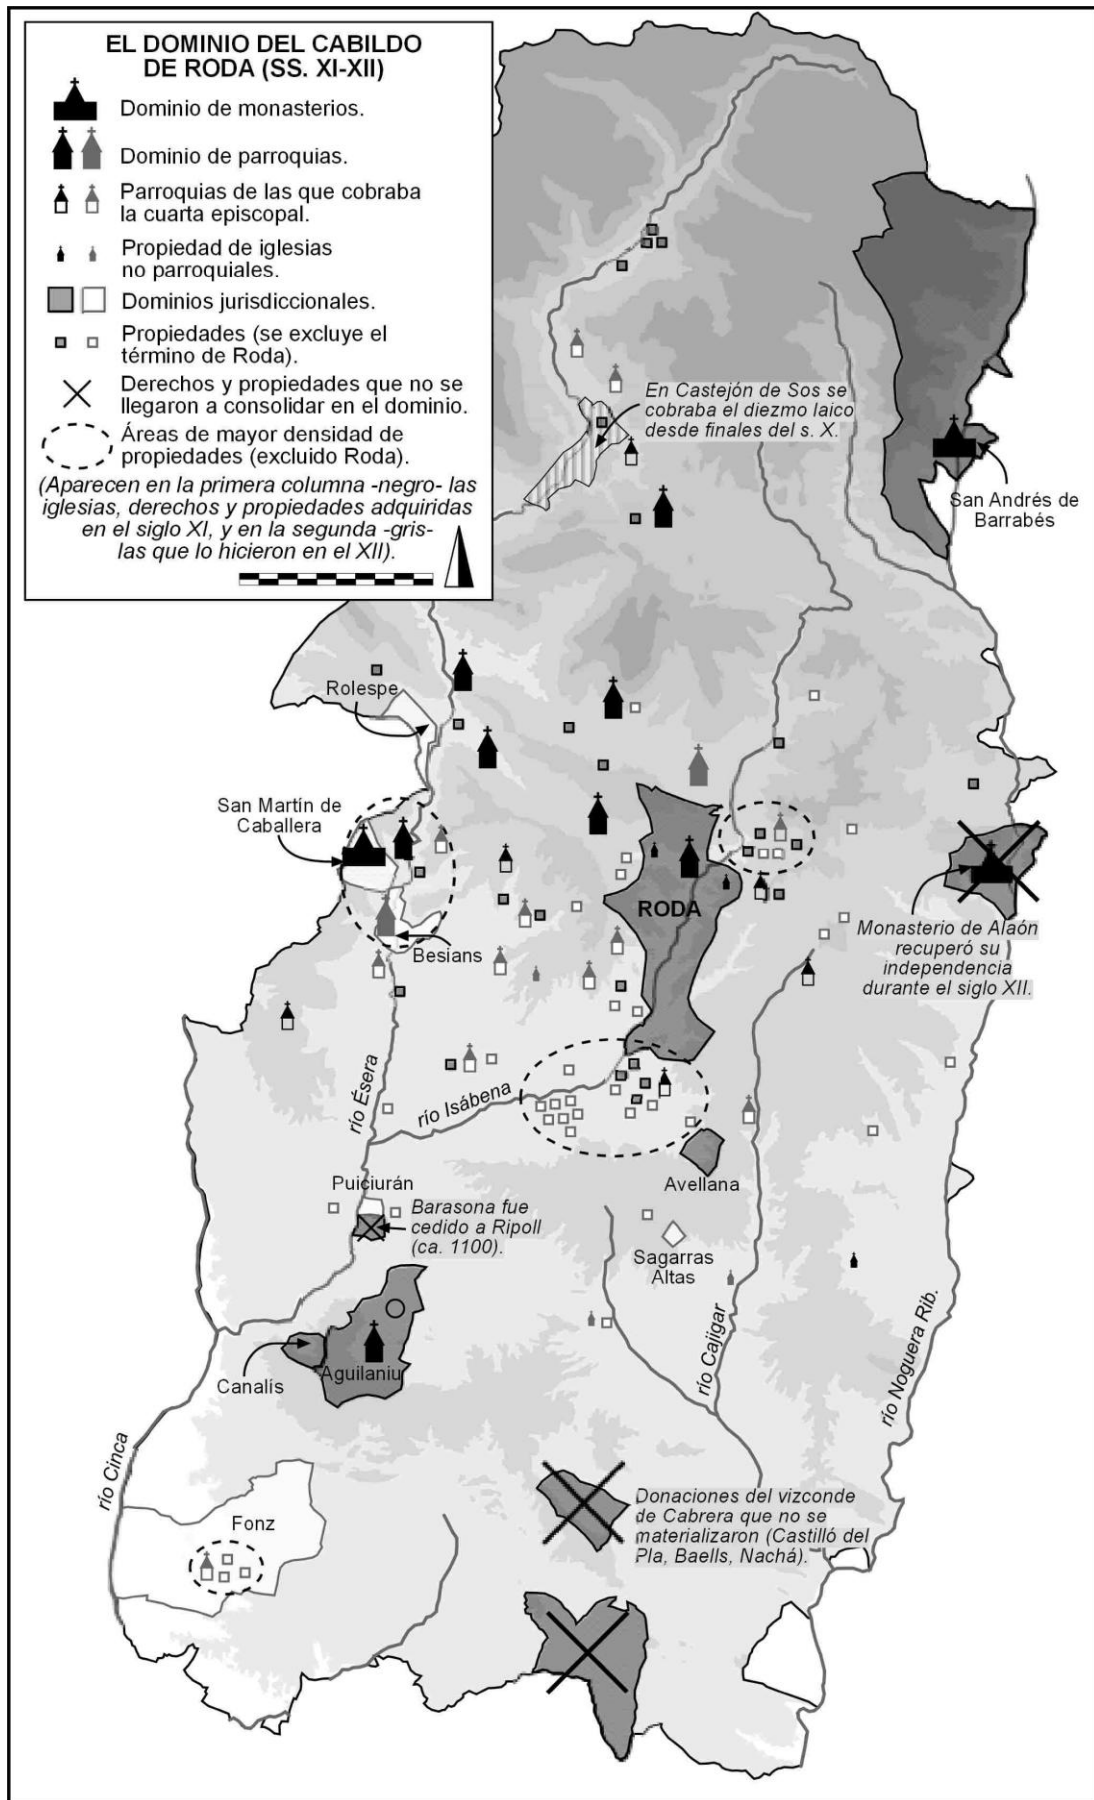 EL DOMINIO DEL CABILDO
DE RODA (SS. XI-XII)
Dominio de monasterios.
Dominio de parroquias.
Parroquias de las que cobraba
la cuarta episcopal.
Propiedad de iglesias
no parroquiales.
Dominios jurisdiccionales.
Propiedades (se excluye el
término de Roda).
Derechos y propiedades que no se
llegaron a consolidar en el dominio.
Áreas de mayor densidad de
propiedades (excluido Roda).
(Aparecen en la primera columna -negro- las
iglesias, derechos y propiedades adquiridas
en el siglo XI, y en la segunda -gris-
las que lo hicieron en el XII).
En Castejón de Sos se
cobraba el diezmo laico
desde finales del s. X.
San Andrés de
Barrabés
Rolespe
San Martín de
Caballera
RODA
Besians
Monasterio de Alaón
recuperó su
independencia
durante el siglo XII.
río Ésera
río Isábena
Puiciurán
Avellana
Barasona fue
cedido a Ripoll
(ca. 1100).
Sagarras
Altas
Canalís
Aguilaniu
río Cajigar
río Noguera Rib.
río Cinca
Fonz
Donaciones del vizconde
de Cabrera que no se
materializaron (Castilló del
Pla, Baells, Nachá).